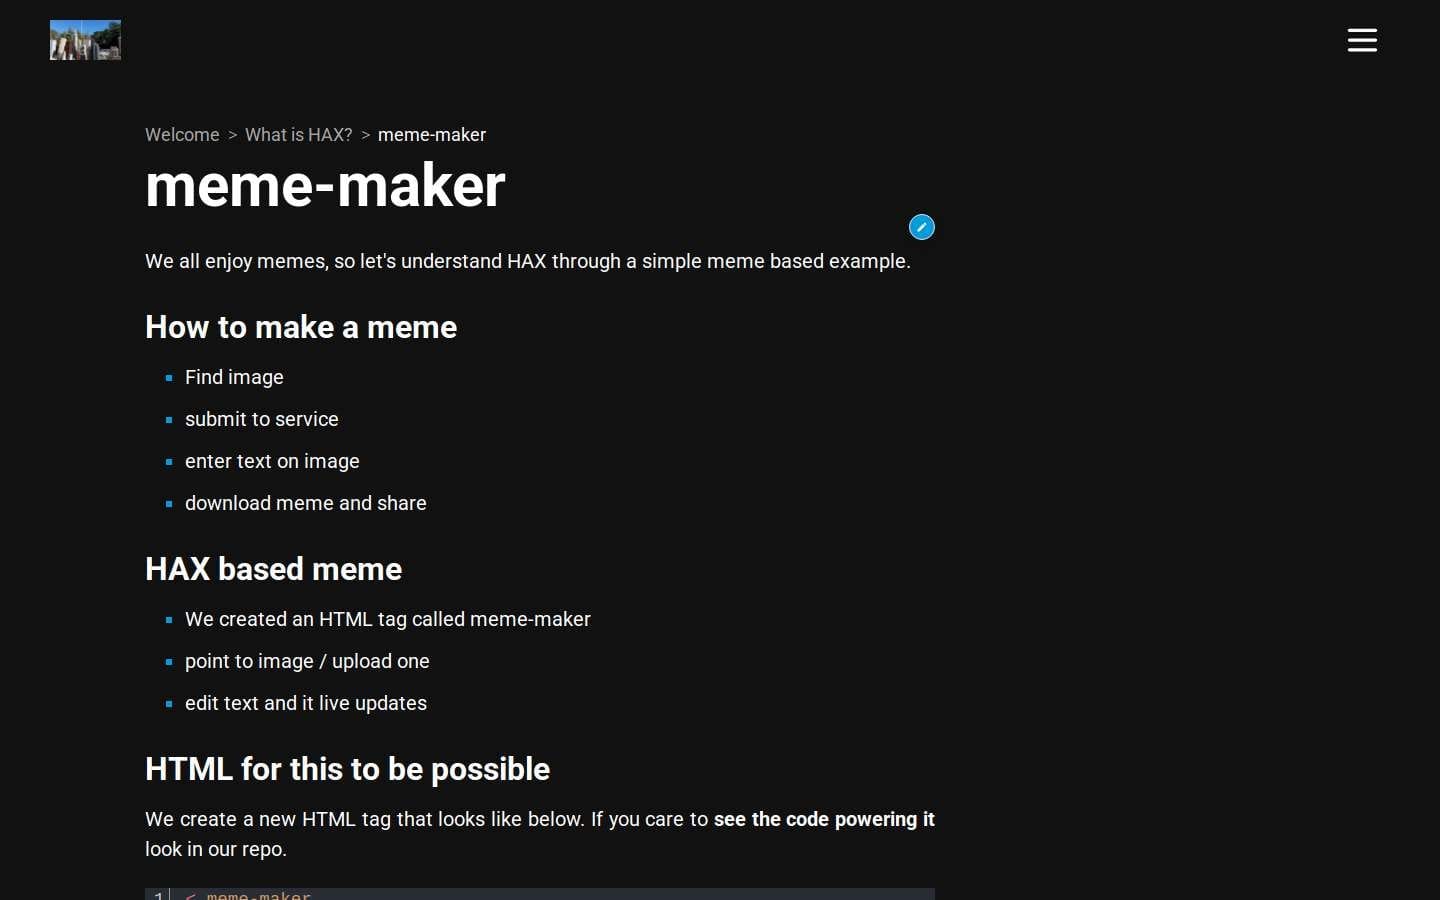 Welcome > What is HAX? > meme-maker
meme-maker
We all enjoy memes, so let's understand HAX through a simple meme based example.
How to make a meme
Find image
submit to service
enter text on image
download meme and share
HAX based meme
We created an HTML tag called meme-maker
point to image / upload one
edit text and it live updates
HTML for this to be possible
We create a new HTML tag that looks like below. If you care to see the code powering it
look in our repo.
1 < meme-maker